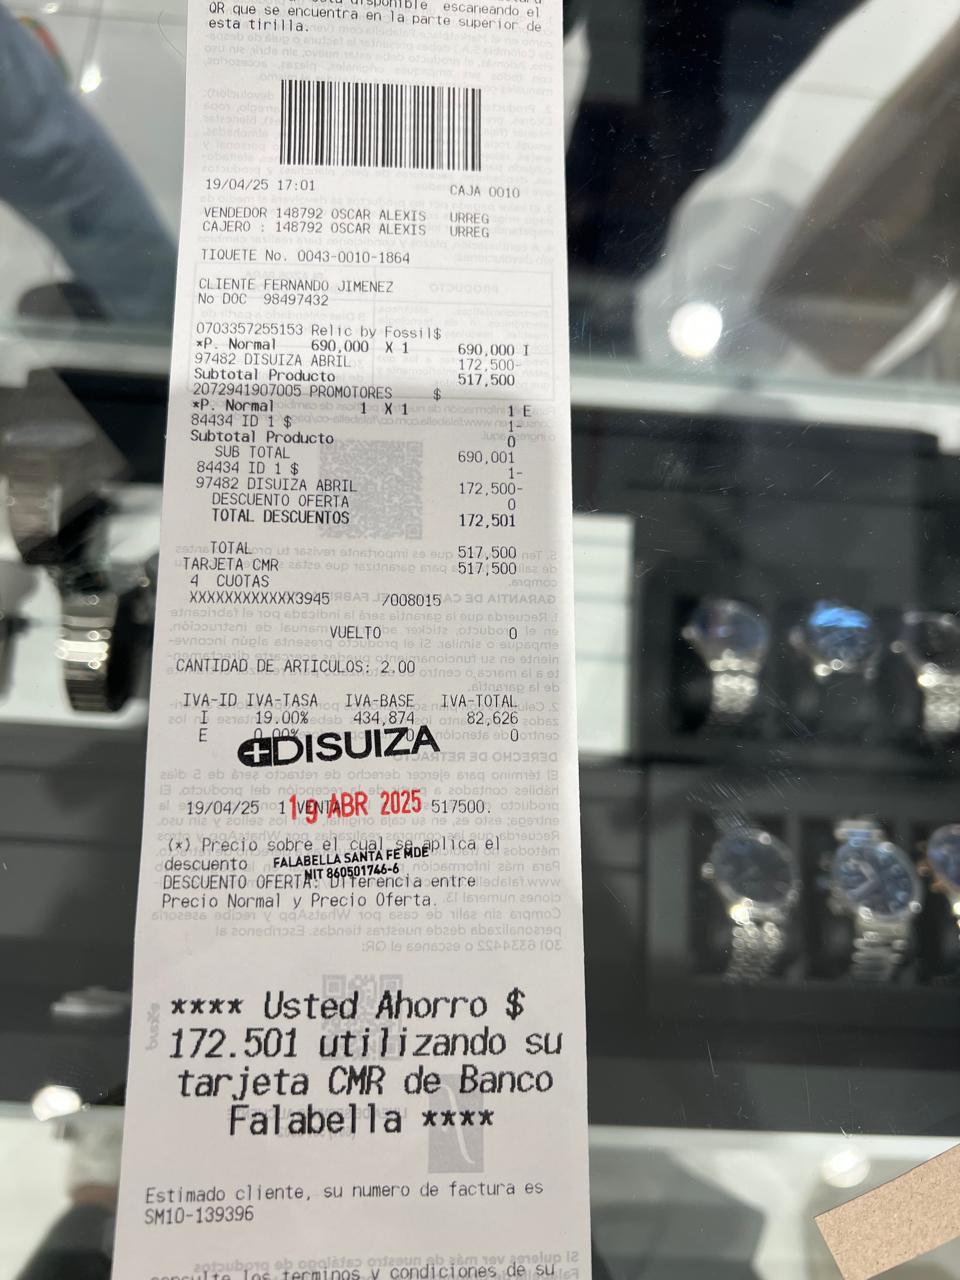 disponible escaneando el
QR que se encuentra en la parte superior de
esta tirilla.
19/04/25 17:01 CAJA 0010
VENDEDOR 148792 OSCAR ALEXIS URREG
CAJERO : 148792 OSCAR ALEXIS URREG
TIQUETE No. 0043-0010-1864
CLIENTE FERNANDO JIMENEZ
No DOC 98497432
0703357255153 Relic by Fossil$
*P. Normal 690,000 X 1 690,000 I
97482 DISUIZA ABRIL 172,500-
Subtotal Producto 517,500
2072941907005 PROMOTORES $
*P. Normal 1 X 1 1 E
84434 ID 1 $ 1-
Subtotal Producto 0
SUB TOTAL 690,001
84434 ID 1 $ 1-
97482 DISUIZA ABRIL 172,500-
DESCUENTO OFERTA 0
TOTAL DESCUENTOS 172,501
TOTAL 517,500
TARJETA CMR 517,500
4 CUOTAS
XXXXXXXXXXXX3945 /008015
VUELTO 0
CANTIDAD DE ARTICULOS: 2.00
IVA-ID IVA-TASA IVA-BASE IVA-TOTAL
I 19.00% 434,874 82,626
E 0.00% 0 0
DISUIZA
19/04/25 1 VENTA 517500.
19 ABR 2025
(*) Precio sobre el cual se aplica el
descuento
FALABELLA SANTA FE MDE
NIT 860501746-6
DESCUENTO OFERTA: Diferencia entre
Precio Normal y Precio Oferta.
**** Usted Ahorro $
172.501 utilizando su
tarjeta CMR de Banco
Falabella ****
Estimado cliente, su numero de factura es
SM10-139396
consulte los terminos y condiciones de su